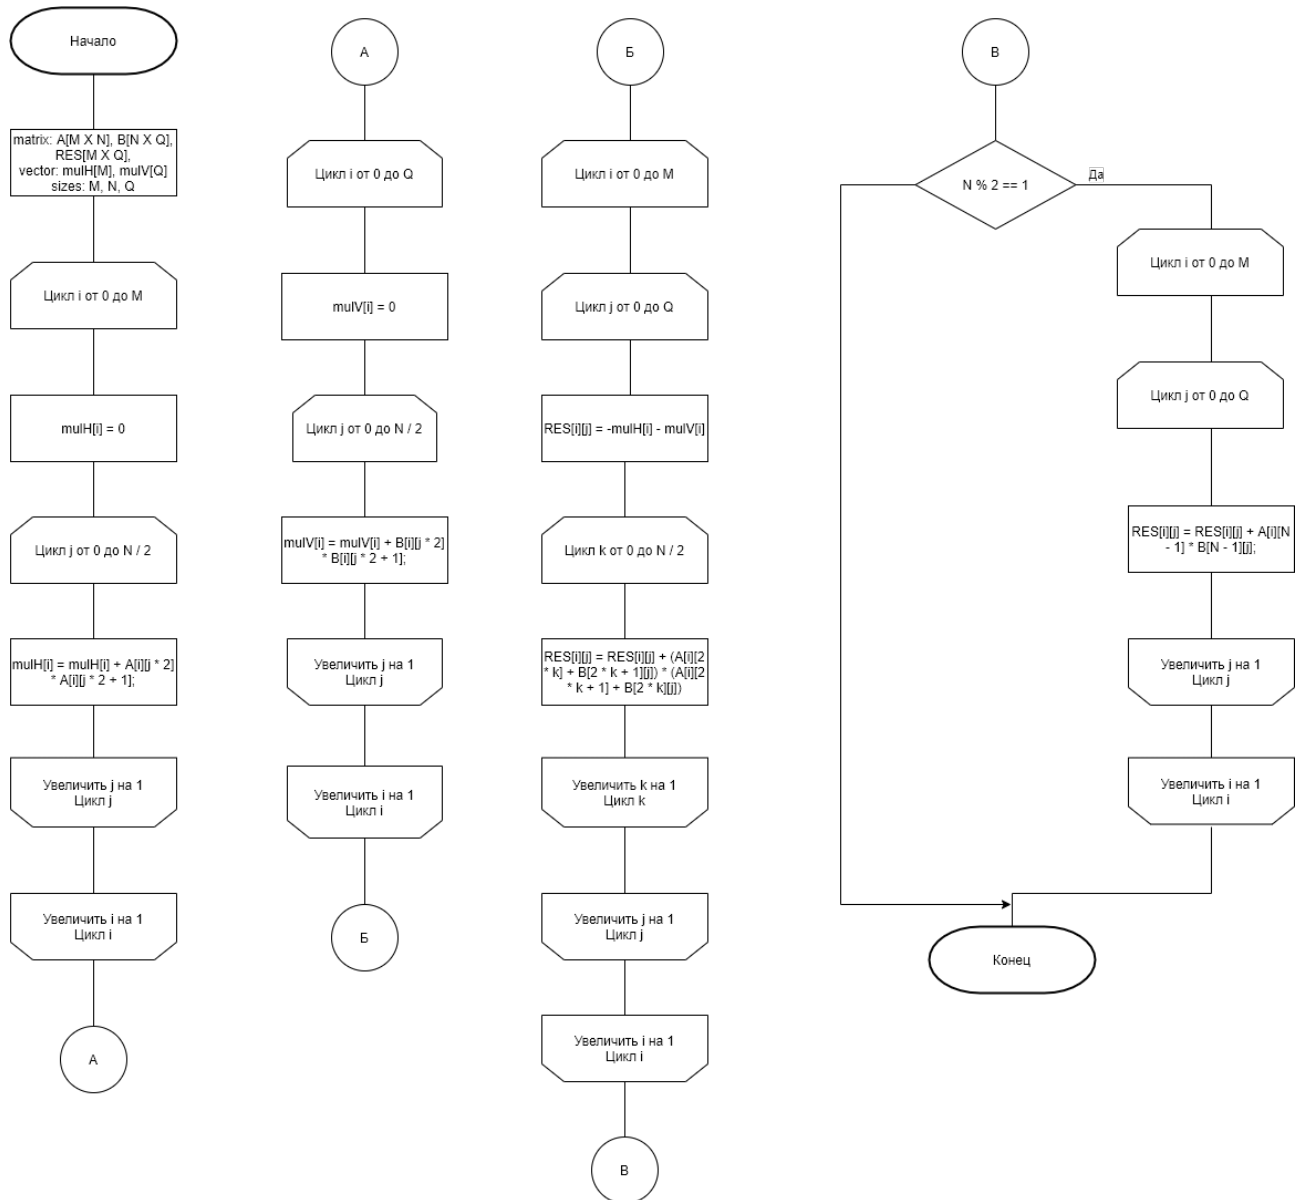 Начало
matrix: A[M X N], B[N X Q],
RES[M X Q],
vector: mulH[M], mulV[Q]
sizes: M, N, Q
Цикл i от 0 до M
mulH[i] = 0
Цикл j от 0 до N / 2
mulH[i] = mulH[i] + A[i][j * 2]
* A[i][j * 2 + 1];
Увеличить j на 1
Цикл j
Увеличить i на 1
Цикл i
А
А
Цикл i от 0 до Q
mulV[i] = 0
Цикл j от 0 до N / 2
mulV[i] = mulV[i] + B[i][j * 2]
* B[i][j * 2 + 1];
Увеличить j на 1
Цикл j
Увеличить i на 1
Цикл i
Б
Б
Цикл i от 0 до M
Цикл j от 0 до Q
RES[i][j] = -mulH[i] - mulV[i]
Цикл k от 0 до N / 2
RES[i][j] = RES[i][j] + (A[i][2
* k] + B[2 * k + 1][j]) * (A[i][2
* k + 1] + B[2 * k][j])
Увеличить k на 1
Цикл k
Увеличить j на 1
Цикл j
Увеличить i на 1
Цикл i
В
В
N % 2 == 1
Да
Цикл i от 0 до M
Цикл j от 0 до Q
RES[i][j] = RES[i][j] + A[i][N
- 1] * B[N - 1][j];
Увеличить j на 1
Цикл j
Увеличить i на 1
Цикл i
Конец